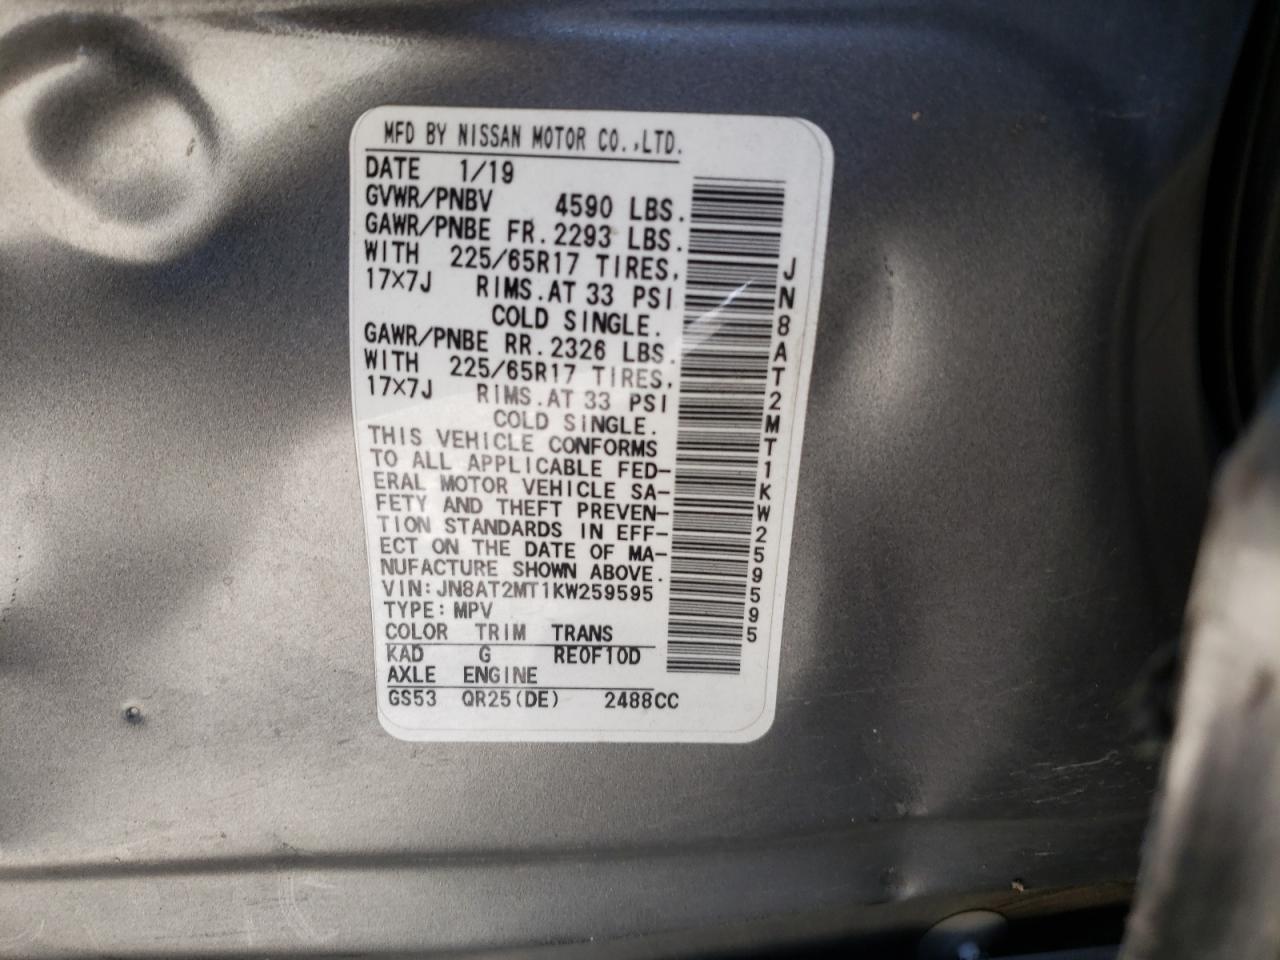 MFD BY NISSAN MOTOR CO.,LTD.
DATE 1/19
GVWR/PNBV 4590 LBS.
GAWR/PNBE FR. 2293 LBS.
WITH 225/65R17 TIRES,
17×7J RIMS.AT 33 PSI
COLD SINGLE.
GAWR/PNBE RR. 2326 LBS.
WITH 225/65R17 TIRES,
17×7J RIMS.AT 33 PSI
COLD SINGLE.
THIS VEHICLE CONFORMS
TO ALL APPLICABLE FED-
ERAL MOTOR VEHICLE SA-
FETY AND THEFT PREVEN-
TION STANDARDS IN EFF-
ECT ON THE DATE OF MA-
NUFACTURE SHOWN ABOVE.
VIN:JN8AT2MT1KW259595
TYPE:MPV
COLOR TRIM TRANS
KAD G RE0F10D
AXLE ENGINE
GS53 QR25(DE) 2488CC
JN8AT2MT1KW259595